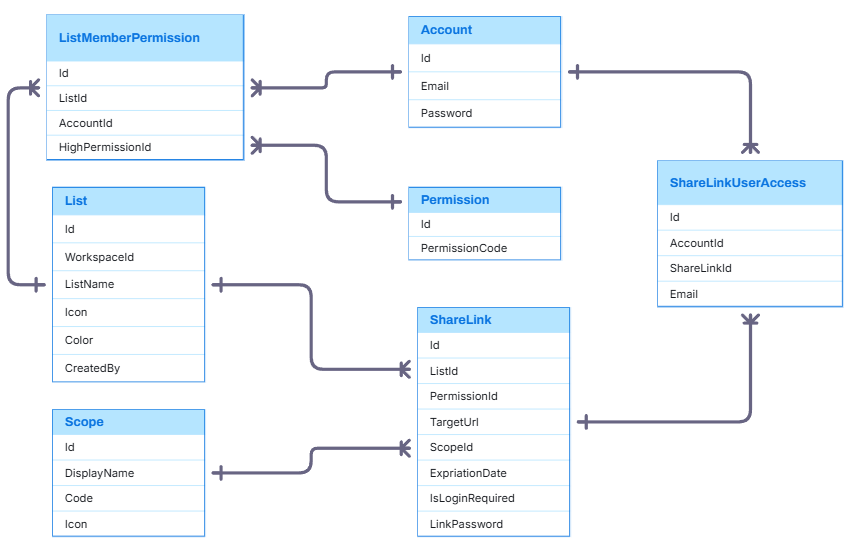 ListMemberPermission
Id
ListId
AccountId
HighPermissionId
Account
Id
Email
Password
Permission
Id
PermissionCode
ShareLinkUserAccess
Id
AccountId
ShareLinkId
Email
List
Id
WorkspaceId
ListName
Icon
Color
CreatedBy
ShareLink
Id
ListId
PermissionId
TargetUrl
ScopeId
ExpriationDate
IsLoginRequired
LinkPassword
Scope
Id
DisplayName
Code
Icon